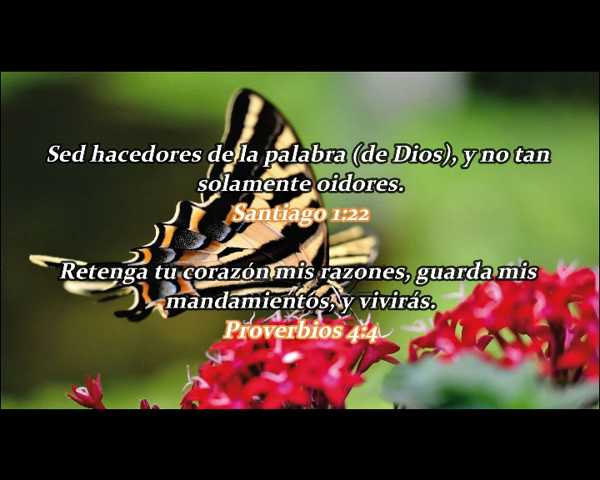 Sed hacedores de la palabra (de Dios), y no tan
solamente oidores.
Santiago 1:22
Retenga tu corazón mis razones, guarda mis
mandamientos, y vivirás.
Proverbios 4:4